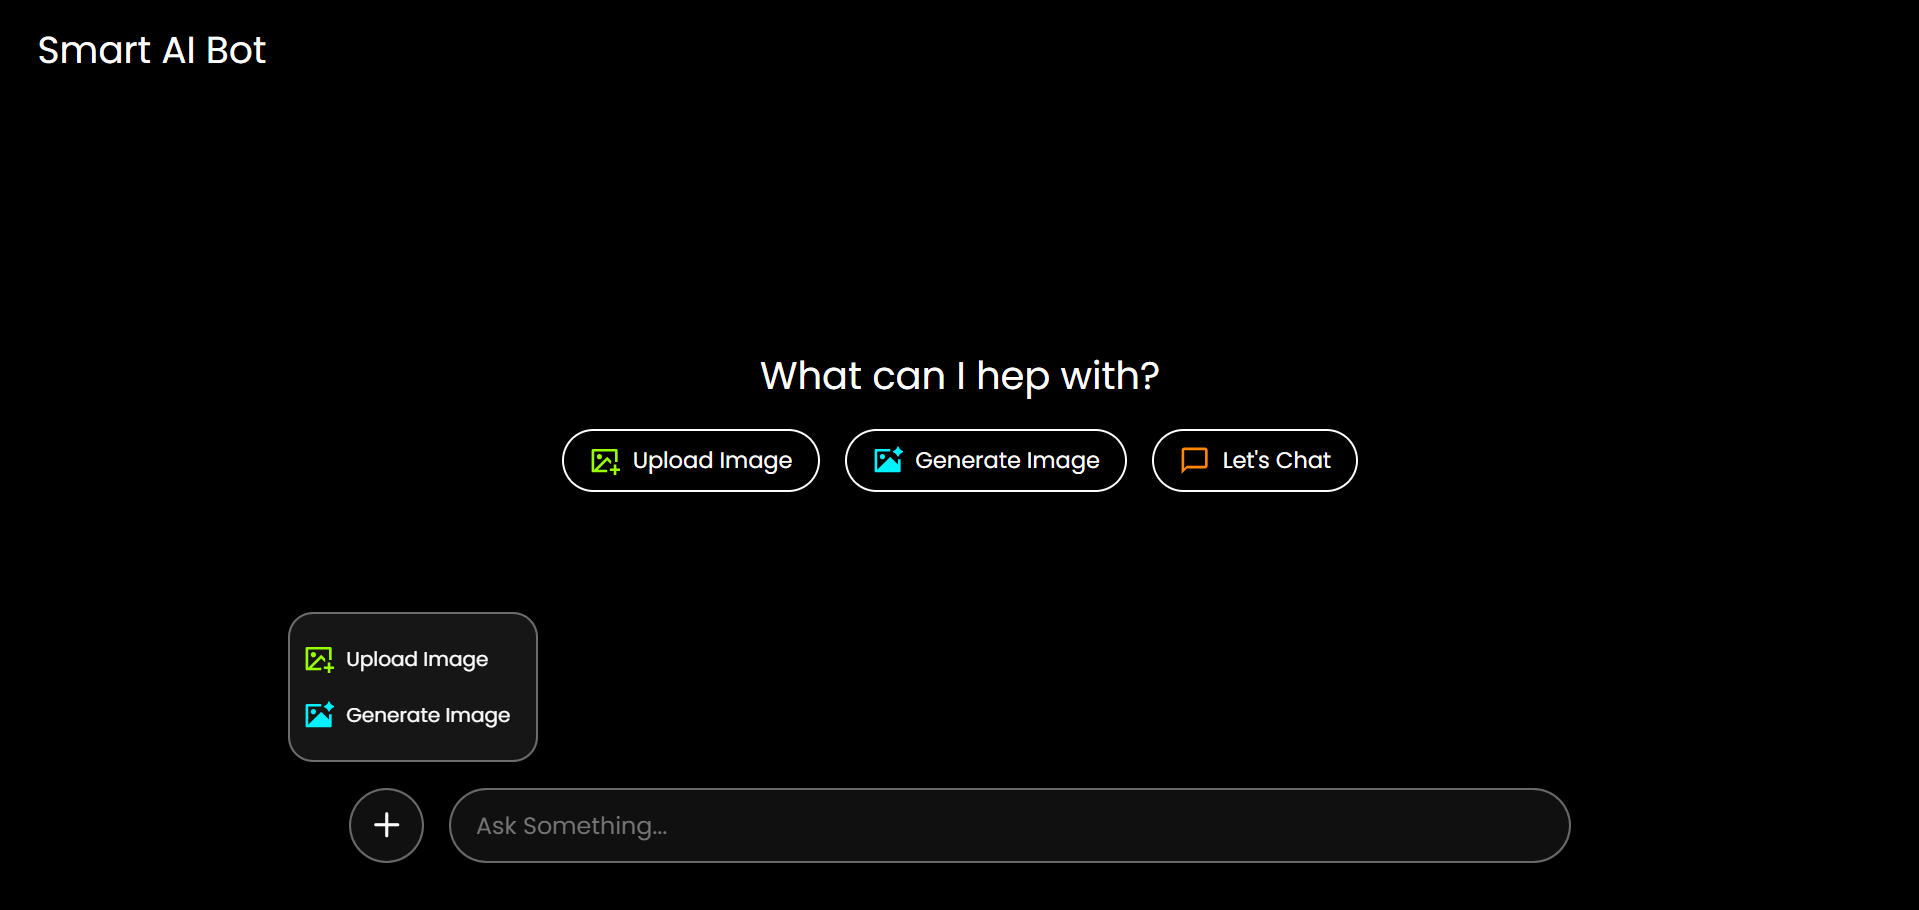 Smart AI Bot
What can I hep with?
Upload Image
Generate Image
Let's Chat
Upload Image
Generate Image
Ask Something...